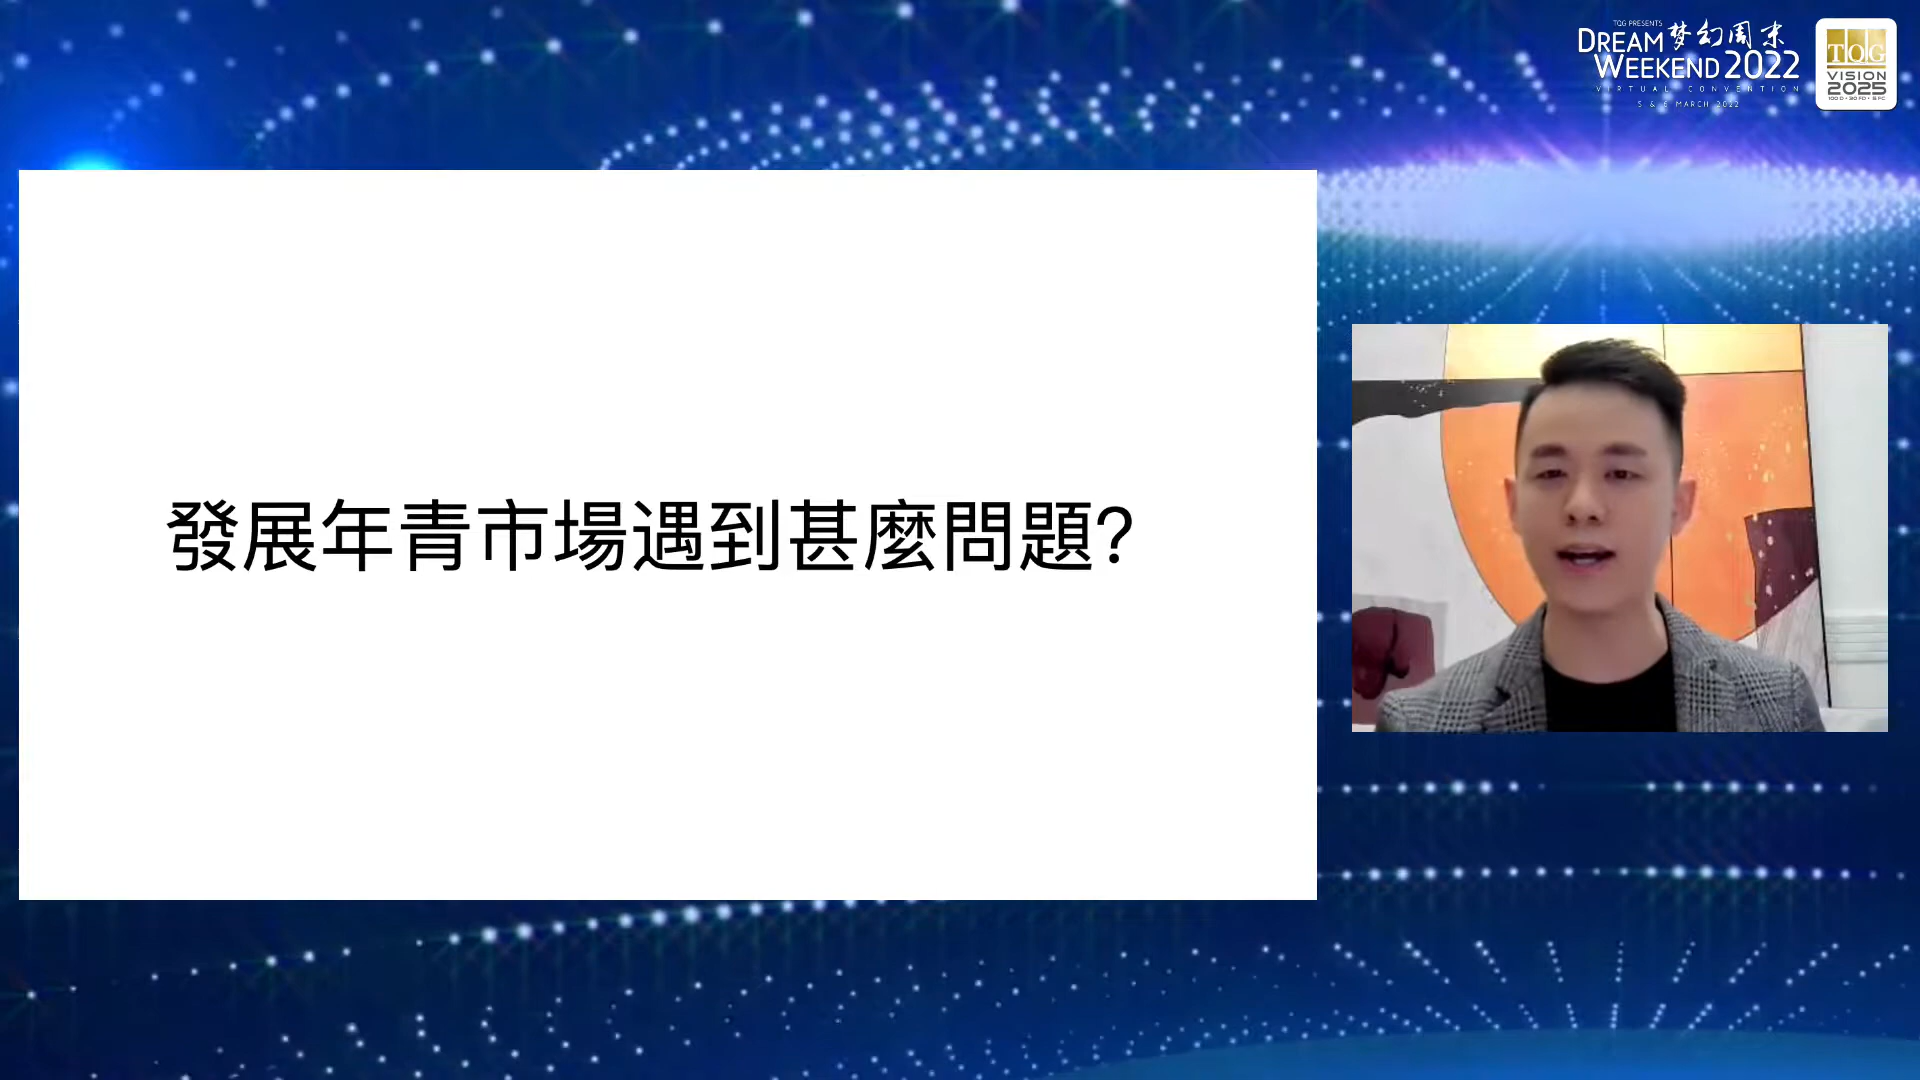 TQG PRESENTS
DREAM 梦幻周末
WEEKEND 2022
VIRTUAL CONVENTION
5 & 6 MARCH 2022
TQG
VISION
2025
發展年青市場遇到甚麼問題?